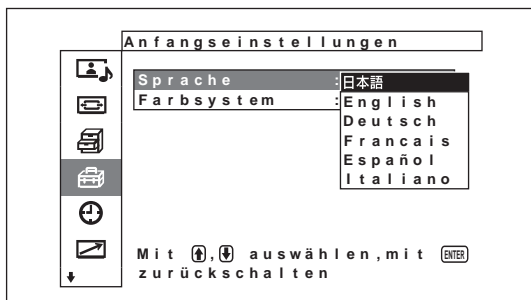 Anfangseinstellungen
Sprache :日本語
Farbsystem :English
Deutsch
Francais
Español
Italiano
Mit ⬆,⬇ auswählen,mit ENTER
zurückschalten